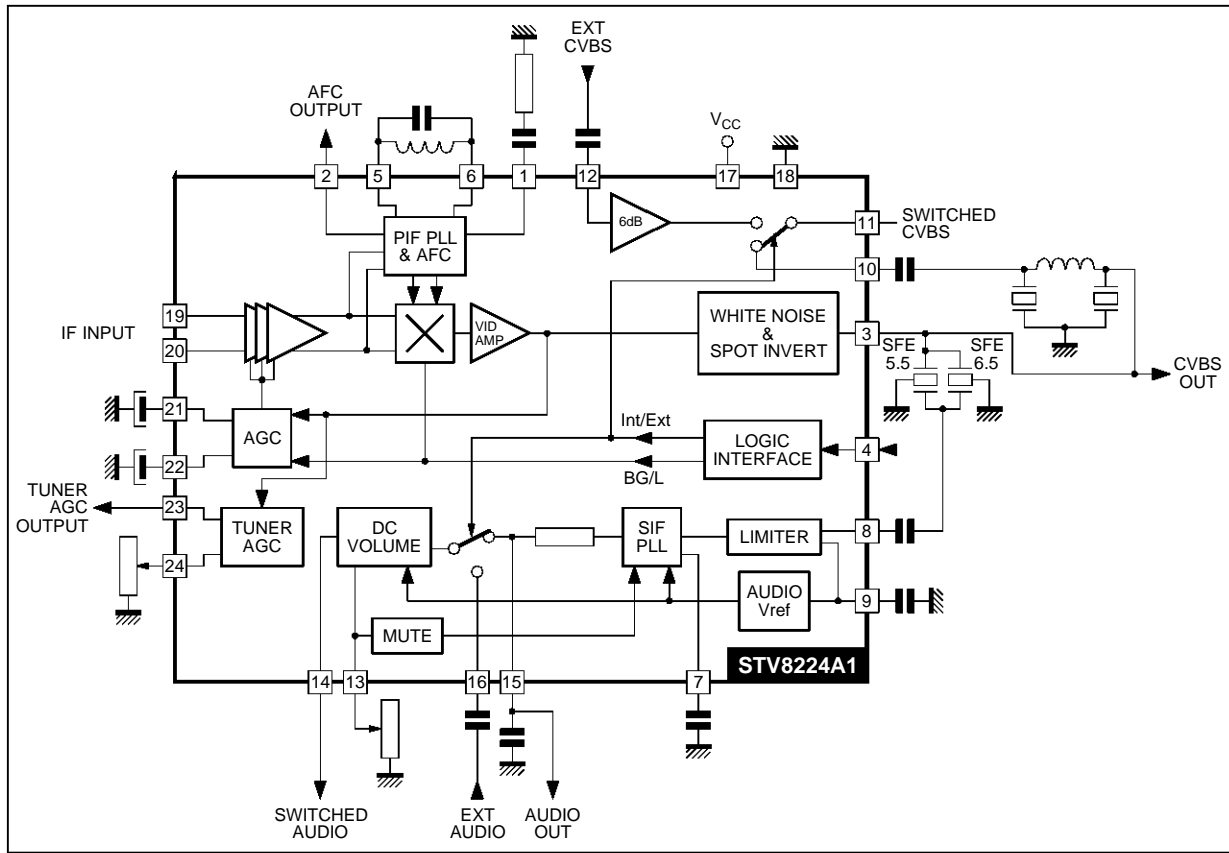 EXT
CVBS
AFC
OUTPUT
VCC
2
5
6
1
12
17
18
6dB
11
SWITCHED
CVBS
PIF PLL
& AFC
10
19
IF INPUT
20
VID
AMP
WHITE NOISE
&
SPOT INVERT
3
SFE
5.5
SFE
6.5
CVBS
OUT
21
AGC
22
Int/Ext
BG/L
LOGIC
INTERFACE
4
TUNER
AGC
OUTPUT
23
24
TUNER
AGC
DC
VOLUME
SIF
PLL
LIMITER
8
AUDIO
Vref
9
MUTE
STV8224A1
14
13
16
15
7
SWITCHED
AUDIO
EXT
AUDIO
AUDIO
OUT